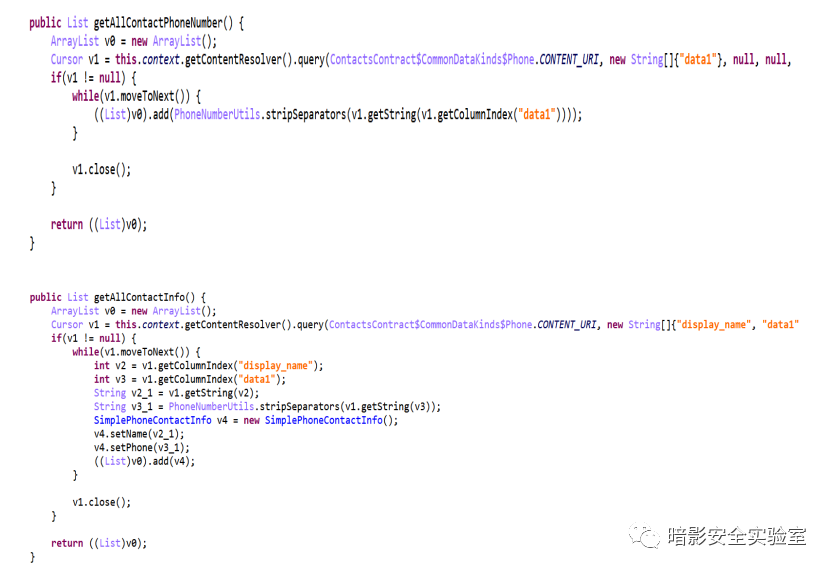 public List getAllContactPhoneNumber() {
ArrayList v0 = new ArrayList();
Cursor v1 = this.context.getContentResolver().query(ContactsContract$CommonDataKinds$Phone.CONTENT_URI, new String[]{"data1"}, null, null,
if(v1 != null) {
while(v1.moveToNext()) {
((List)v0).add(PhoneNumberUtils.stripSeparators(v1.getString(v1.getColumnIndex("data1"))));
}
v1.close();
}
return ((List)v0);
}
public List getAllContactInfo() {
ArrayList v0 = new ArrayList();
Cursor v1 = this.context.getContentResolver().query(ContactsContract$CommonDataKinds$Phone.CONTENT_URI, new String[]{"display_name", "data1"
if(v1 != null) {
while(v1.moveToNext()) {
int v2 = v1.getColumnIndex("display_name");
int v3 = v1.getColumnIndex("data1");
String v2_1 = v1.getString(v2);
String v3_1 = PhoneNumberUtils.stripSeparators(v1.getString(v3));
SimplePhoneContactInfo v4 = new SimplePhoneContactInfo();
v4.setName(v2_1);
v4.setPhone(v3_1);
((List)v0).add(v4);
}
v1.close();
}
return ((List)v0);
}
暗影安全实验室